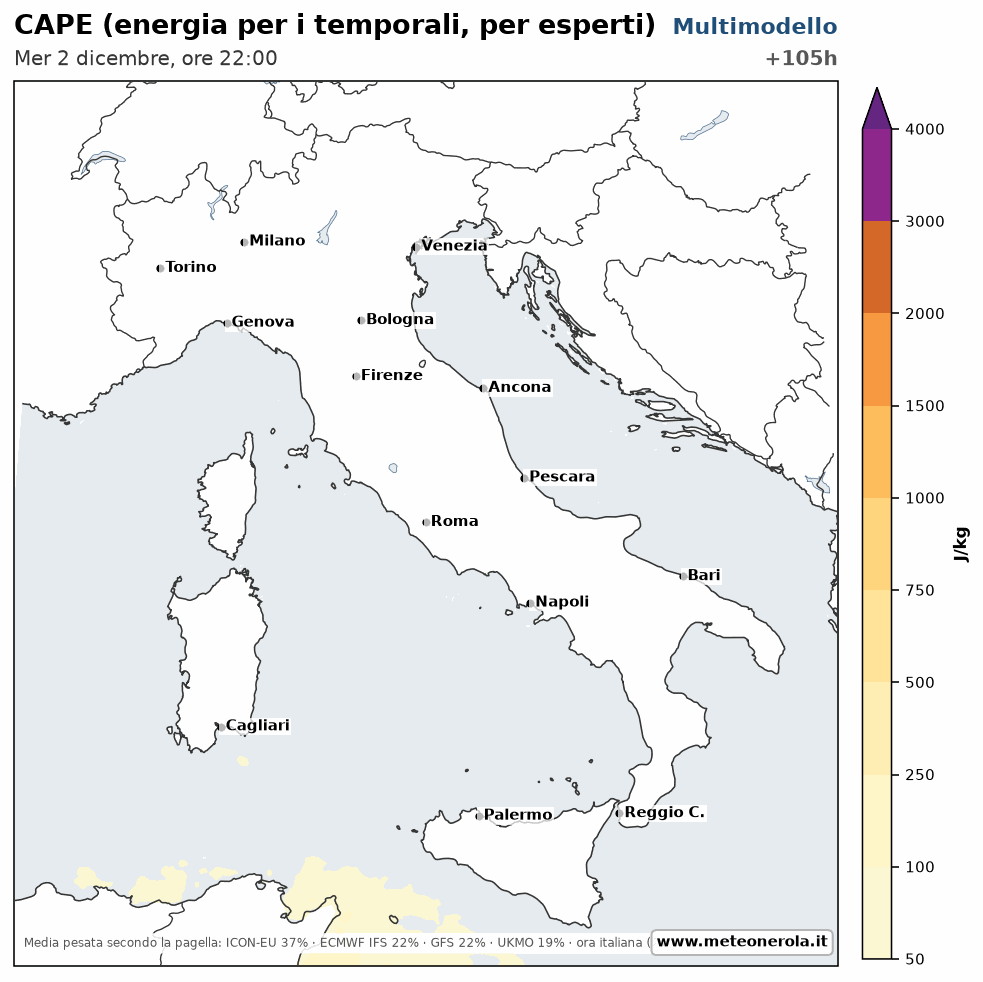 CAPE (energia per i temporali, per esperti) Multimodello
Mer 2 dicembre, ore 22:00 +105h
4000
3000
Milano
Venezia
Torino
2000
Genova
Bologna
Firenze
Ancona
1500
Pescara
1000
Roma
J/kg
Bari
750
Napoli
500
Cagliari
250
Palermo
Reggio C.
100
Media pesata secondo la pagella: ICON-EU 37% · ECMWF IFS 22% · GFS 22% · UKMO 19% · ora italiana (
www.meteonerola.it
50